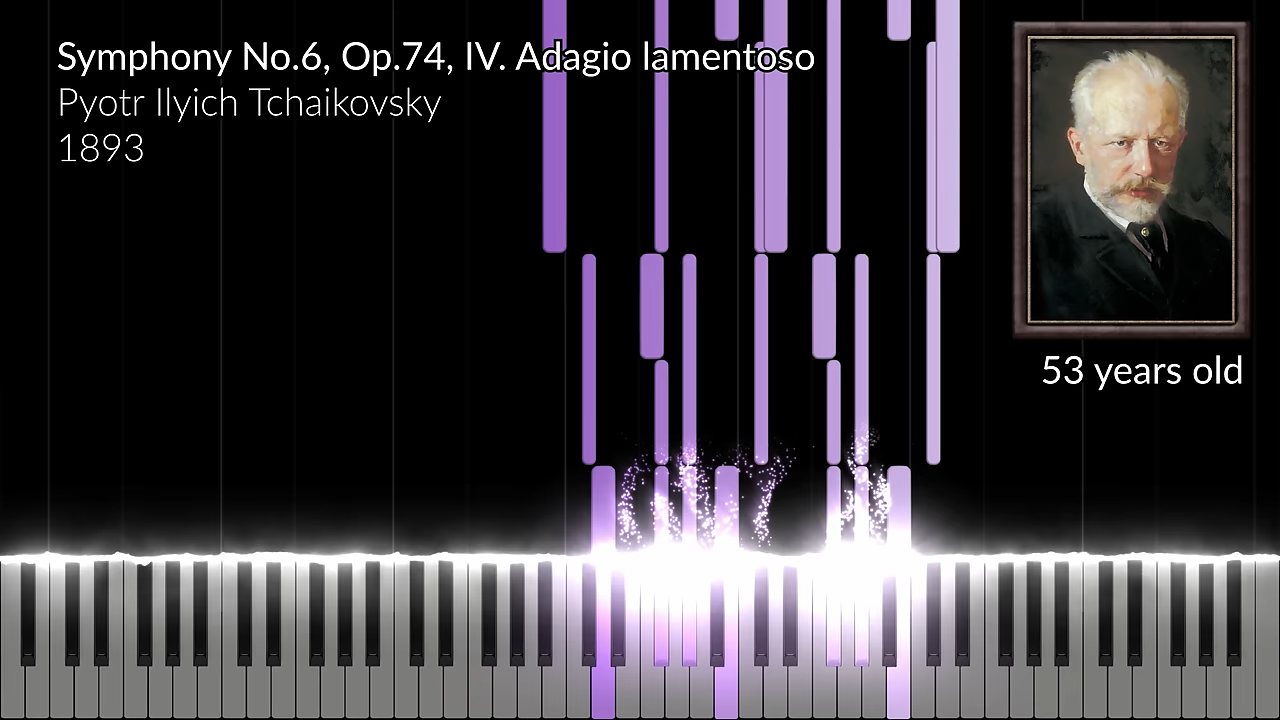 Symphony No.6, Op.74, IV. Adagio lamentoso
Pyotr Ilyich Tchaikovsky
1893
53 years old